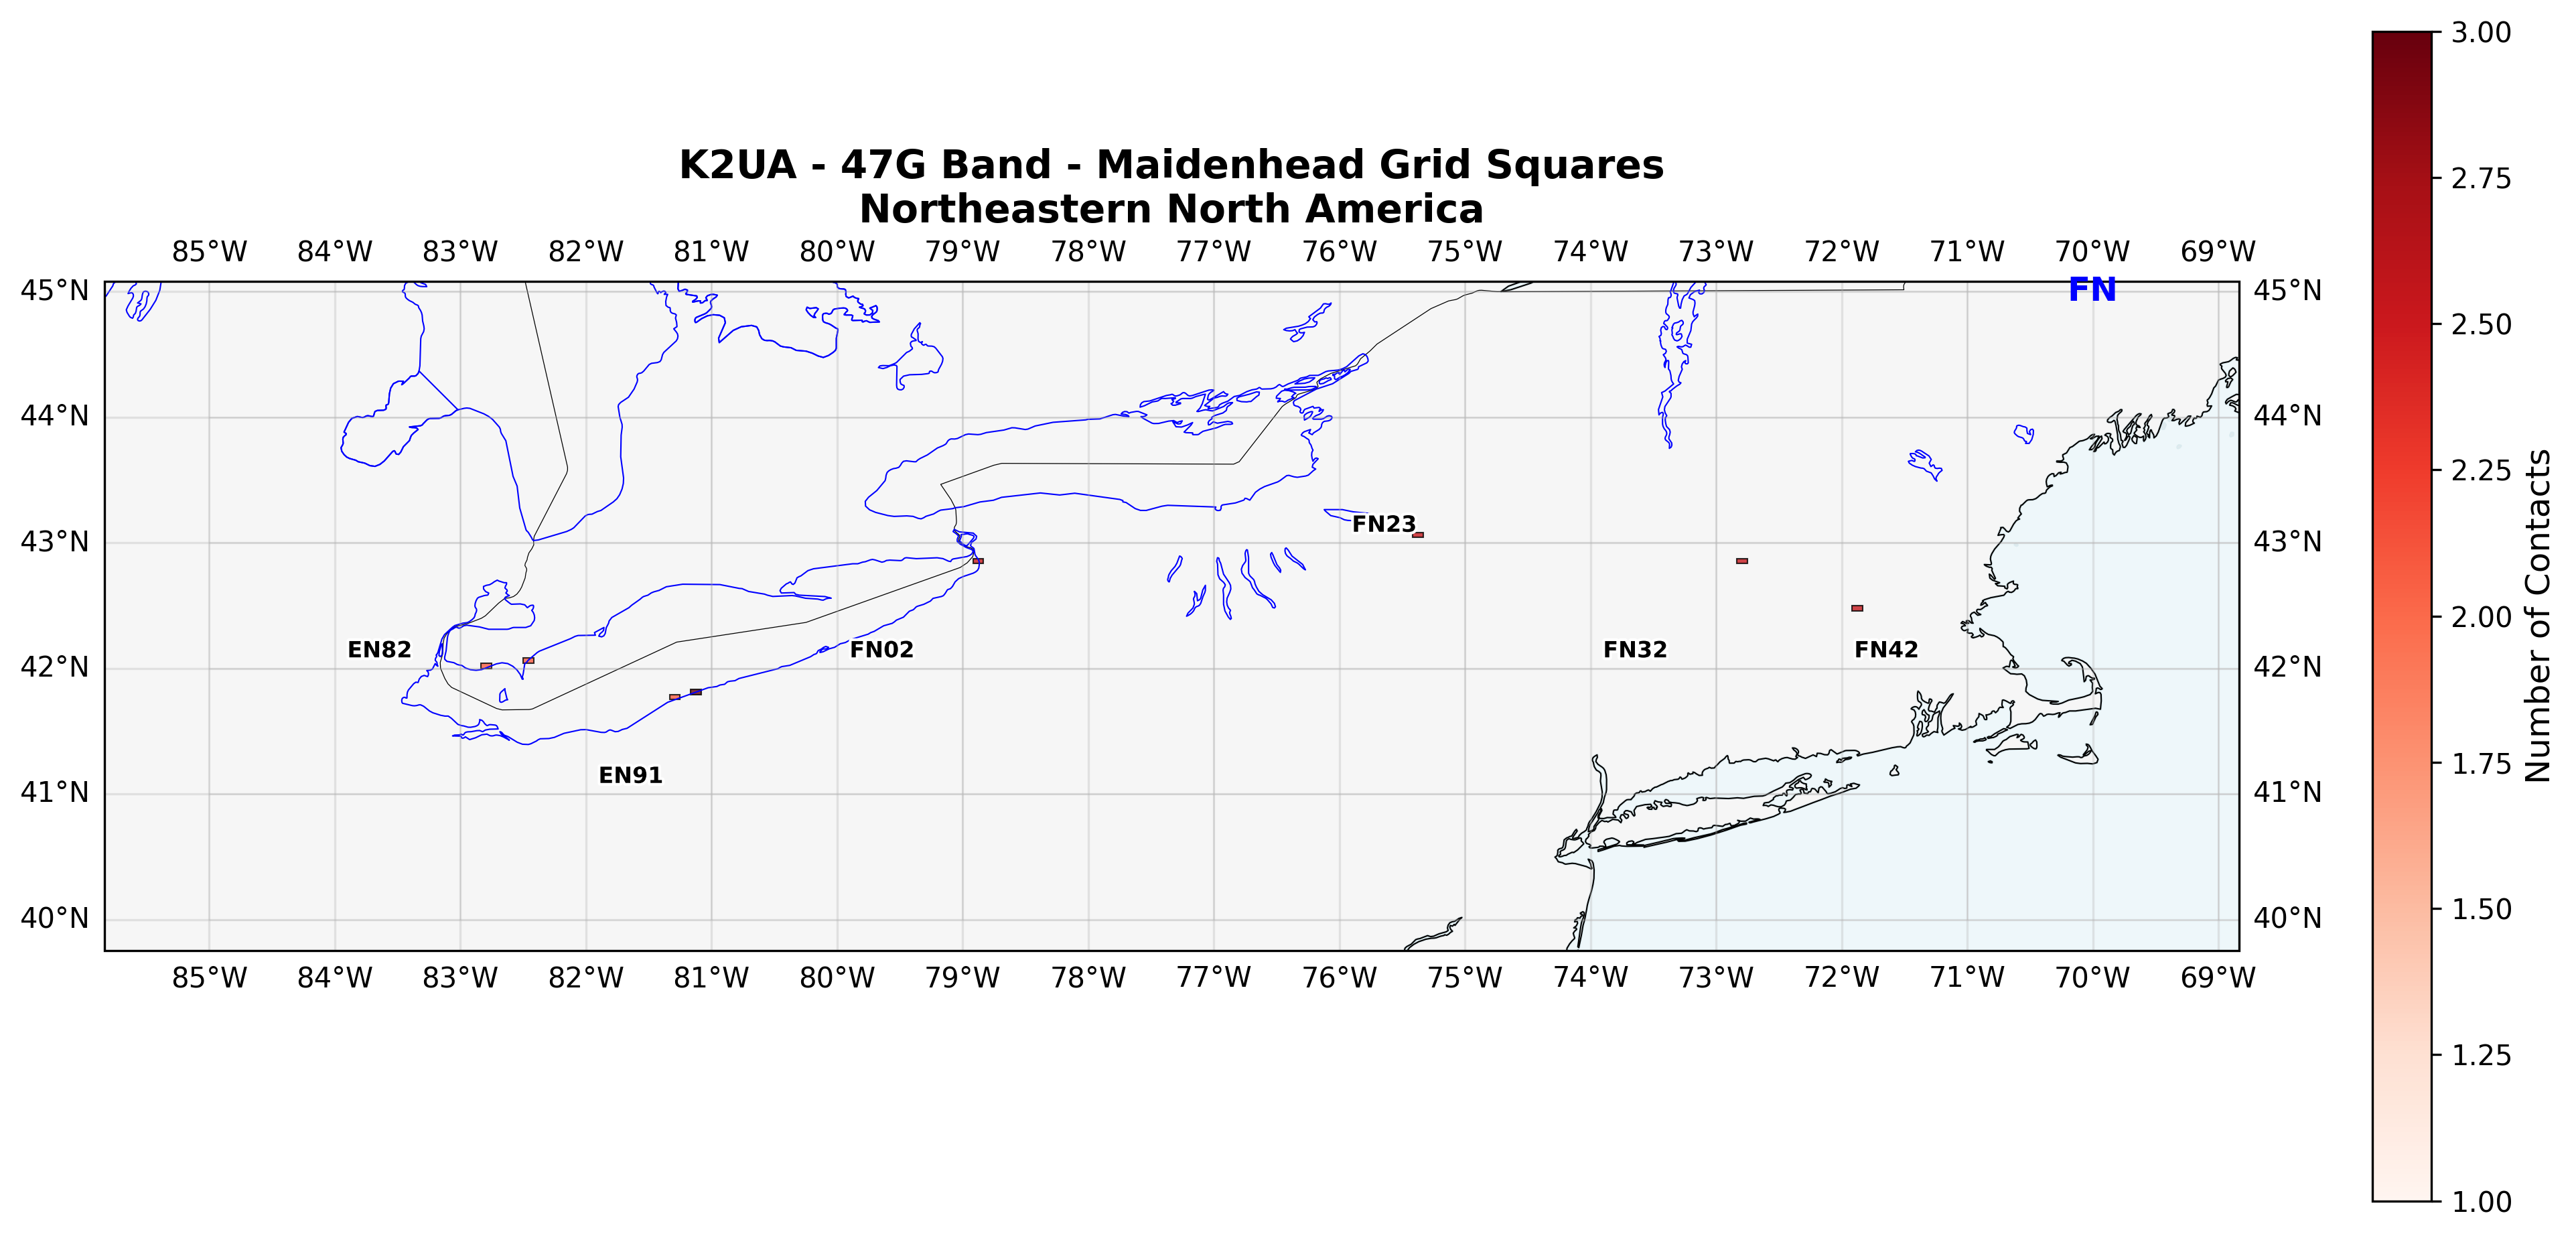 K2UA - 47G Band - Maidenhead Grid Squares
Northeastern North America
85°W 84°W 83°W 82°W 81°W 80°W 79°W 78°W 77°W 76°W 75°W 74°W 73°W 72°W 71°W 70°W 69°W
45°N FN 45°N
44°N 44°N
FN23
43°N 43°N
EN82 FN02 FN32 FN42
42°N 42°N
EN91
41°N 41°N
40°N 40°N
85°W 84°W 83°W 82°W 81°W 80°W 79°W 78°W 77°W 76°W 75°W 74°W 73°W 72°W 71°W 70°W 69°W
3.00
2.75
2.50
2.25
2.00
1.75
1.50
1.25
1.00
Number of Contacts